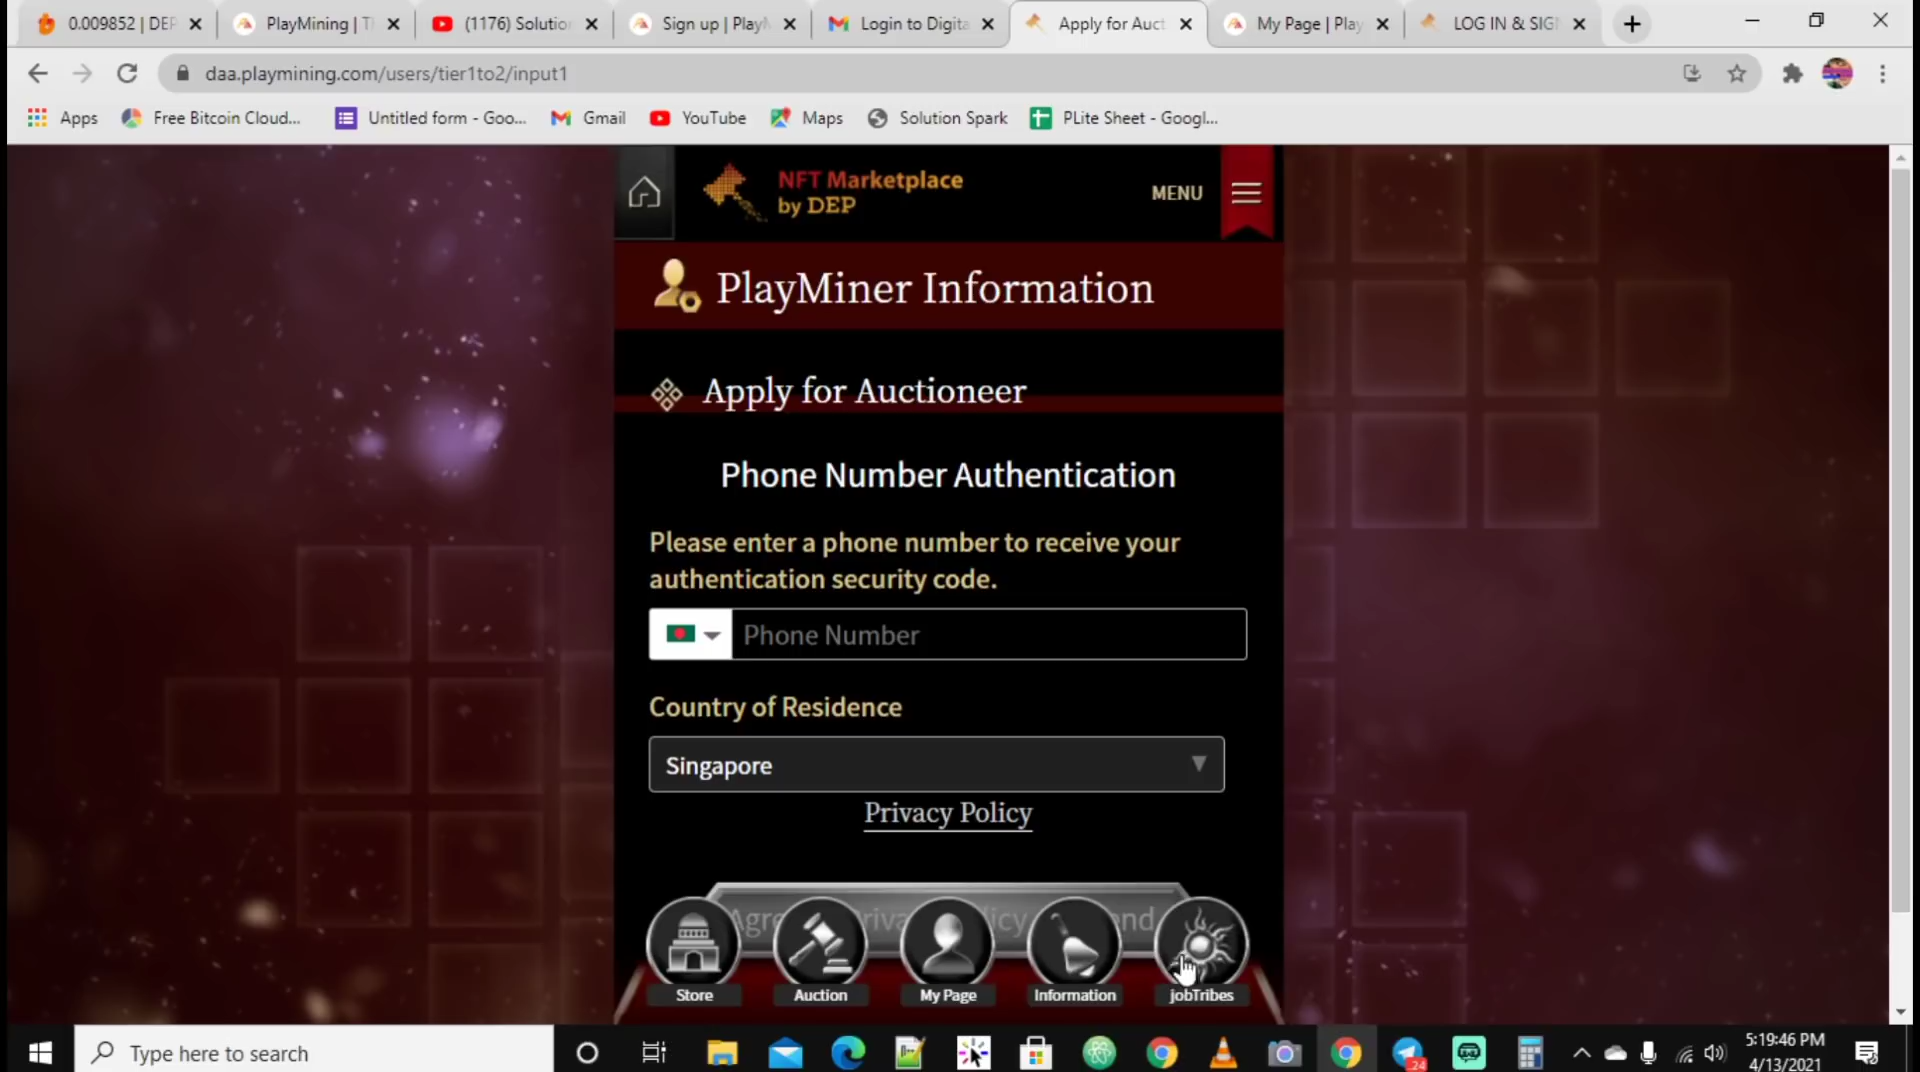 0.009852 | DEP
PlayMining | T
(1176) Solution
Sign up | PlayM
Login to Digita
Apply for Auct
My Page | Play
LOG IN & SIG
daa.playmining.com/users/tier1to2/input1
Apps
Free Bitcoin Cloud...
Untitled form - Goo...
Gmail
YouTube
Maps
Solution Spark
PLite Sheet - Googl...
NFT Marketplace
by DEP
MENU
PlayMiner Information
Apply for Auctioneer
Phone Number Authentication
Please enter a phone number to receive your
authentication security code.
Phone Number
Country of Residence
Singapore
Privacy Policy
Store
Auction
My Page
Information
jobTribes
Type here to search
24
5:19:46 PM
4/13/2021